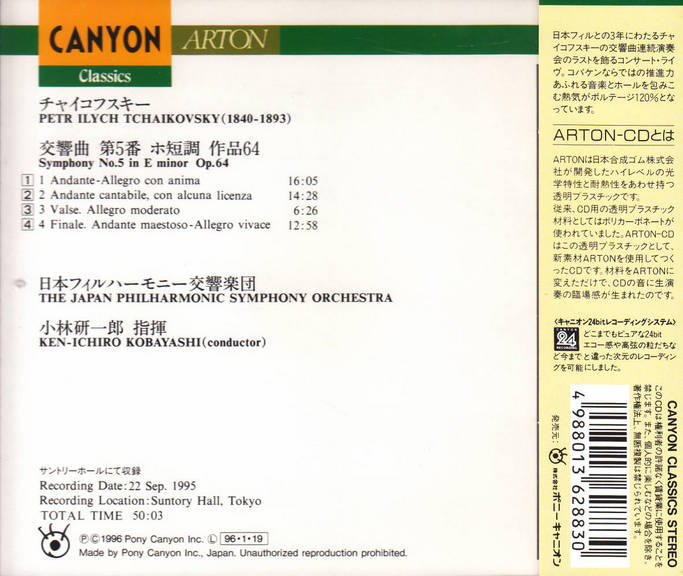 CANYON ARTON
Classics
チャイコフスキー
PETR ILYCH TCHAIKOVSKY(1840-1893)
交響曲 第5番 ホ短調 作品64
Symphony No.5 in E minor Op.64
1 1 Andante-Allegro con anima 16:05
2 2 Andante cantabile, con alcuna licenza 14:28
3 3 Valse. Allegro moderato 6:26
4 4 Finale. Andante maestoso-Allegro vivace 12:58
日本フィルハーモニー交響楽団
THE JAPAN PHILHARMONIC SYMPHONY ORCHESTRA
小林研一郎 指揮
KEN-ICHIRO KOBAYASHI(conductor)
サントリーホールにて収録
Recording Date:22 Sep. 1995
Recording Location:Suntory Hall, Tokyo
TOTAL TIME 50:03
Ⓟ©1996 Pony Canyon Inc. Ⓛ 96・1・19
Made by Pony Canyon Inc., Japan. Unauthorized reproduction prohibited.
日本フィルとの3年にわたるチャ
イコフスキーの交響曲連続演奏
会のラストを飾るコンサート・ライ
ヴ。コバケンならではの推進力
あふれる音楽とホールを包みこ
む熱気がボルテージ120%とな
っています。
ARTON-CDとは
ARTONは日本合成ゴム株式会
社が開発したハイレベルの光
学特性と耐熱性をあわせ持つ
透明プラスチックです。
従来、CD用の透明プラスチック
材料としてはポリカーボネートが
使われていました。ARTON-CD
はこの透明プラスチックとして、
新素材ARTONを使用してつく
ったCDです。材料をARTONに
変えただけで、CDの音に生演
奏の臨場感が生まれたのです。
〈キャニオン24bitレコーディングシステム〉
CANYON 24
どこまでもピュアな24bit
エコー感や高弦の粒だちな
ど今までと違った次元のレコーディン
グを可能にしました。
CANYON CLASSICS STEREO
このCDは権利者の許諾なく賃貸業に使用することを
禁じます。また、個人的に楽しむなどの場合を除き、
著作権法上、無断複製は禁じられています。
4 988013 628830
発売元:
株式会社 ポニーキャニオン